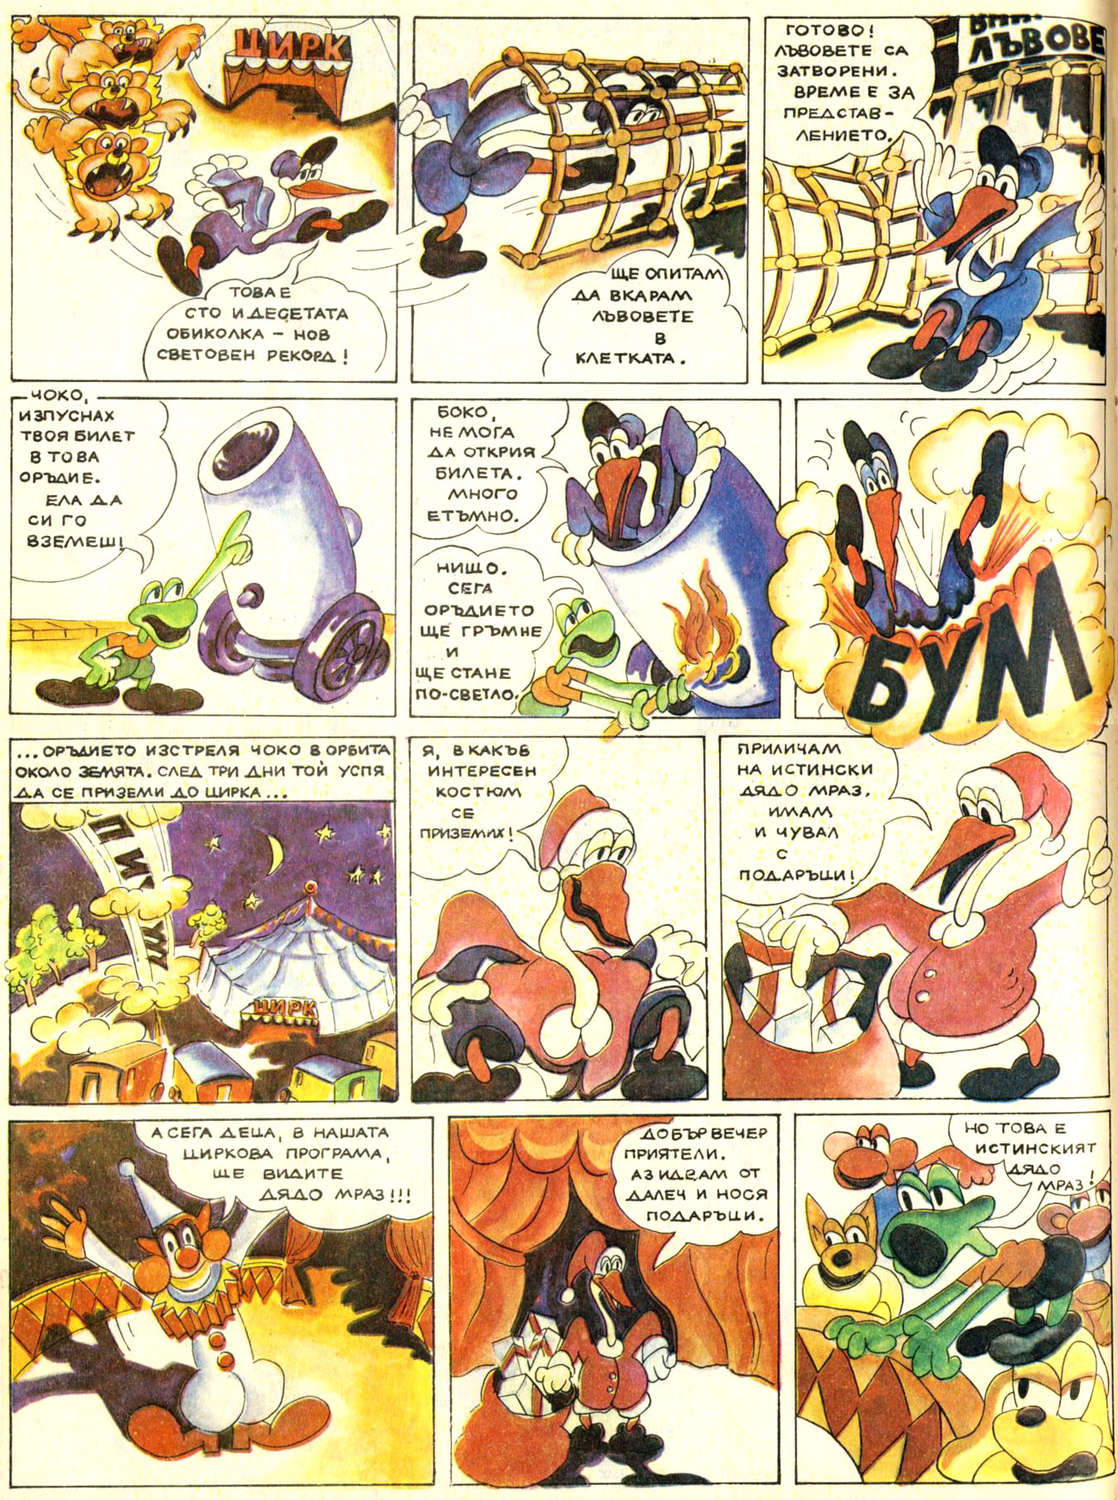 ЦИРК
ТОВА Е
СТО И ДЕСЕТАТА
ОБИКОЛКА – НОВ
СВЕТОВЕН РЕКОРД!
ЩЕ ОПИТАМ
ДА ВКАРАМ
ЛЪВОВЕТЕ
В
КЛЕТКАТА.
ГОТОВО!
ЛЪВОВЕТЕ СА
ЗАТВОРЕНИ.
ВРЕМЕ Е ЗА
ПРЕДСТАВ-
ЛЕНИЕТО.
ЛЪВОВЕ
ЧОКО,
ИЗПУСНАХ
ТВОЯ БИЛЕТ
В ТОВА
ОРЪДИЕ.
ЕЛА ДА
СИ ГО
ВЗЕМЕШ!
БОКО,
НЕ МОГА
ДА ОТКРИЯ
БИЛЕТА.
МНОГО
Е ТЪМНО.
НИЩО.
СЕГА
ОРЪДИЕТО
ЩЕ ГРЪМНЕ
И
ЩЕ СТАНЕ
ПО-СВЕТЛО.
БУМ
...ОРЪДИЕТО ИЗСТРЕЛЯ ЧОКО В ОРБИТА
ОКОЛО ЗЕМЯТА. СЛЕД ТРИ ДНИ ТОЙ УСПЯ
ДА СЕ ПРИЗЕМИ ДО ЦИРКА...
ПИУ
ЦИРК
Я, В КАКЪВ
ИНТЕРЕСЕН
КОСТЮМ
СЕ
ПРИЗЕМИХ!
ПРИЛИЧАМ
НА ИСТИНСКИ
ДЯДО МРАЗ.
ИМАМ
И ЧУВАЛ
С
ПОДАРЪЦИ!
А СЕГА ДЕЦА, В НАШАТА
ЦИРКОВА ПРОГРАМА,
ЩЕ ВИДИТЕ
ДЯДО МРАЗ!!!
ДОБЪР ВЕЧЕР
ПРИЯТЕЛИ.
АЗ ИДВАМ ОТ
ДАЛЕЧ И НОСЯ
ПОДАРЪЦИ.
НО ТОВА Е
ИСТИНСКИЯТ
ДЯДО
МРАЗ!